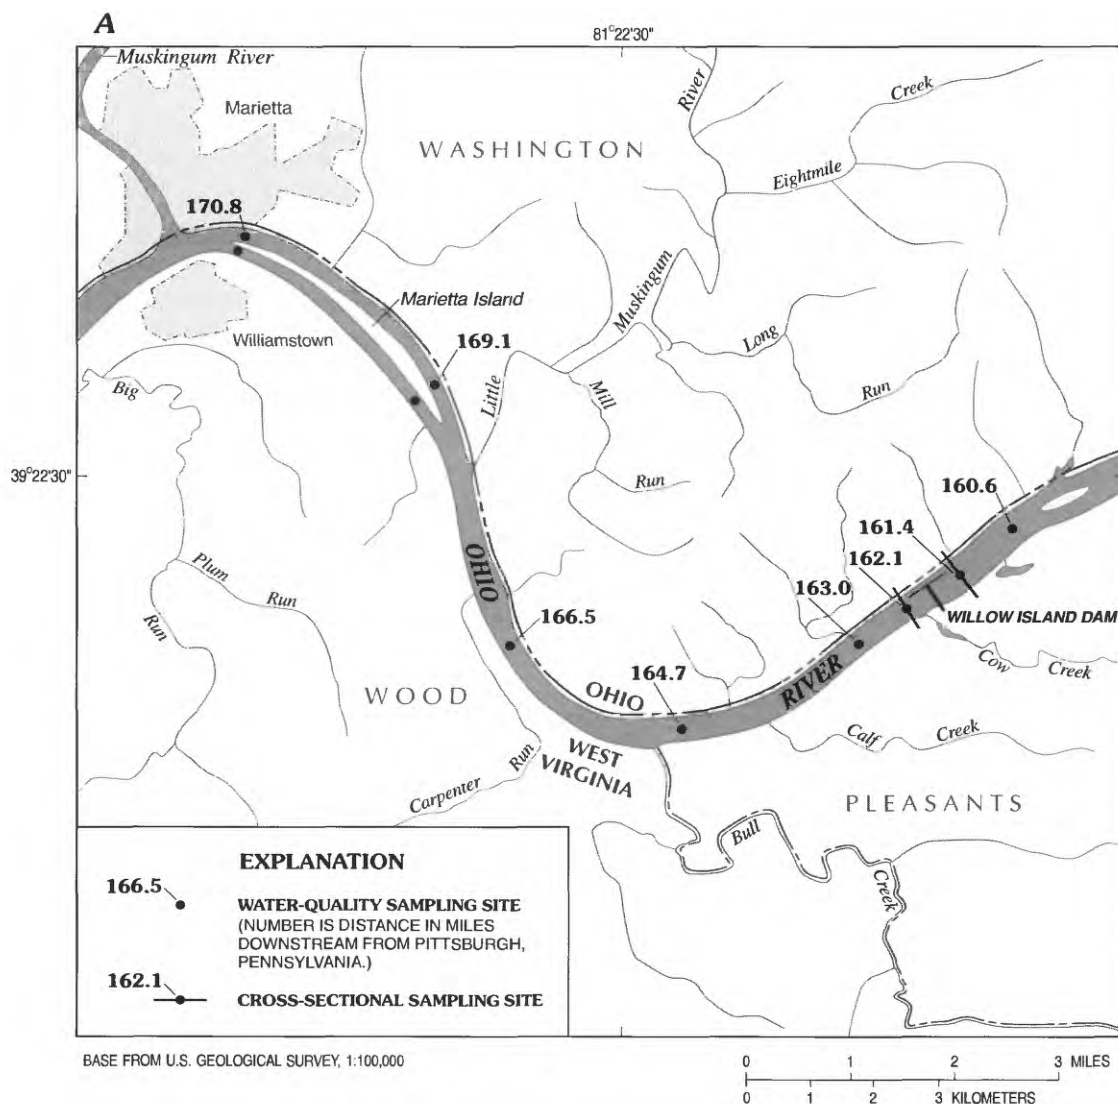 A
81°22'30"
Muskingum River
Marietta
WASHINGTON
River
Creek
Eightmile
170.8
Muskingum
Marietta Island
Williamstown
169.1
Long
Big
Little
Mill
Run
39°22'30"
Run
160.6
161.4
162.1
Plum
Run
OHIO
163.0
WILLOW ISLAND DAM
Run
166.5
Cow
Creek
164.7
OHIO
RIVER
WOOD
WEST
VIRGINIA
Calf
Creek
Run
Carpenter
PLEASANTS
Bull
Creek
EXPLANATION
166.5
WATER-QUALITY SAMPLING SITE
(NUMBER IS DISTANCE IN MILES
DOWNSTREAM FROM PITTSBURGH,
PENNSYLVANIA.)
162.1
CROSS-SECTIONAL SAMPLING SITE
BASE FROM U.S. GEOLOGICAL SURVEY, 1:100,000
0 1 2 3 MILES
0 1 2 3 KILOMETERS